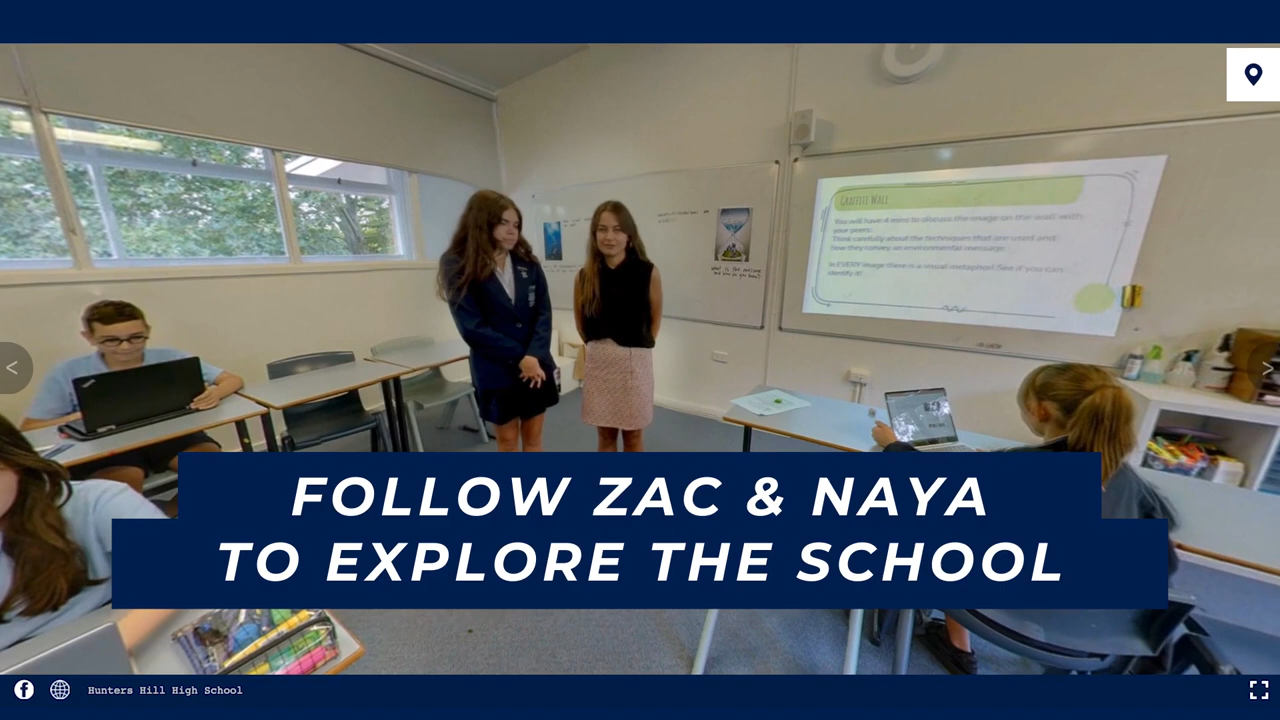 Graffiti Wall
You will have 4 mins to discuss the image on the wall with
your peers.
Think carefully about the techniques that are used and
how they convey an environmental message.
In EVERY image there is a visual metaphor! See if you can
identify it!
FOLLOW ZAC & NAYA
TO EXPLORE THE SCHOOL
Hunters Hill High School